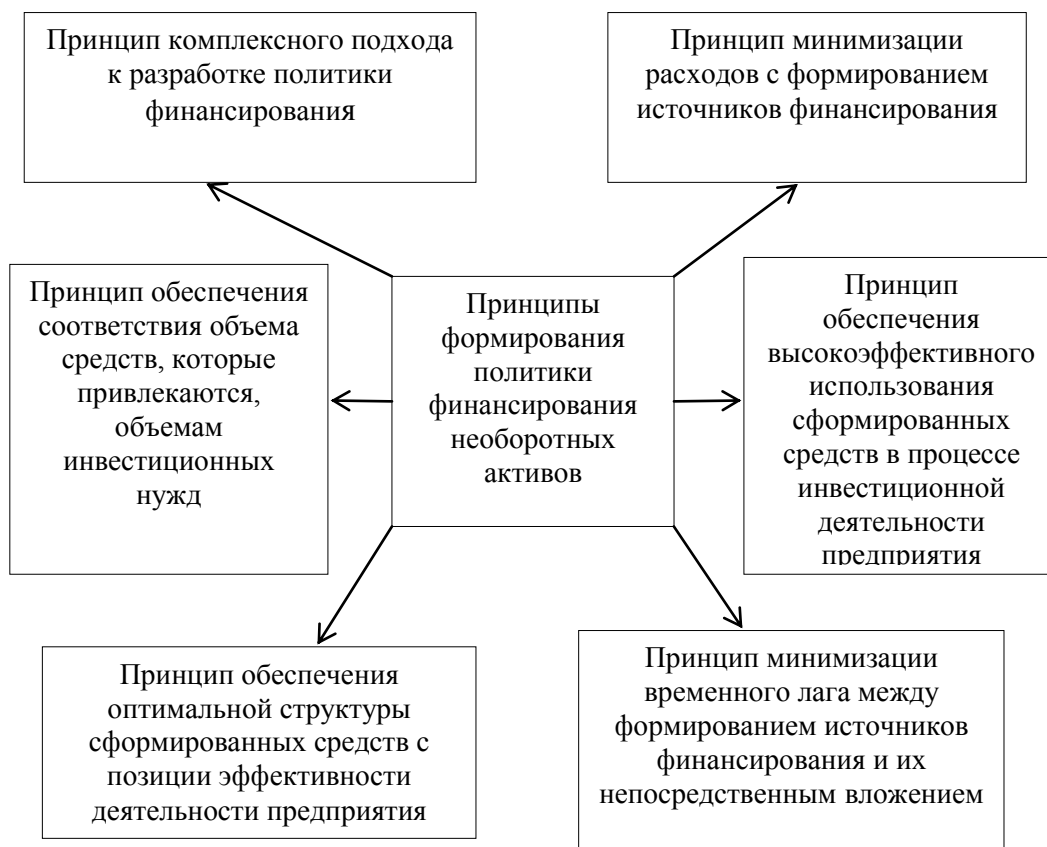 Принцип комплексного подхода
к разработке политики
финансирования
Принцип минимизации
расходов с формированием
источников финансирования
Принцип обеспечения
соответствия объема
средств, которые
привлекаются,
объемам
инвестиционных
нужд
Принципы
формирования
политики
финансирования
необоротных
активов
Принцип
обеспечения
высокоэффективного
использования
сформированных
средств в процессе
инвестиционной
деятельности
предприятия
Принцип обеспечения
оптимальной структуры
сформированных средств с
позиции эффективности
деятельности предприятия
Принцип минимизации
временного лага между
формированием источников
финансирования и их
непосредственным вложением